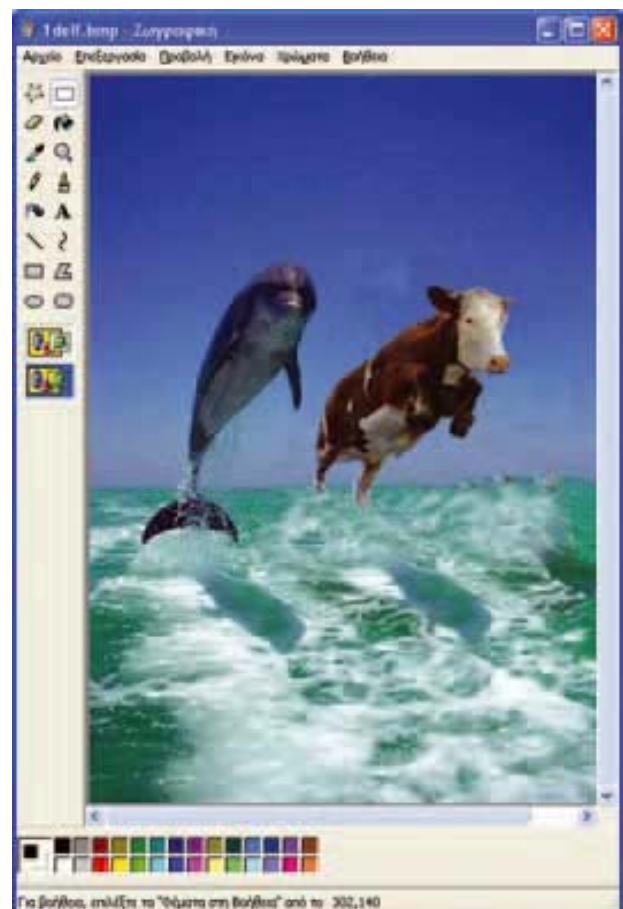 1delf.bmp - Ζωγραφική
Αρχείο Επεξεργασία Προβολή Εικόνα Χρώματα Βοήθεια
A
Για βοήθεια, επιλέξτε το "Θέματα στη Βοήθεια" από το 302,140